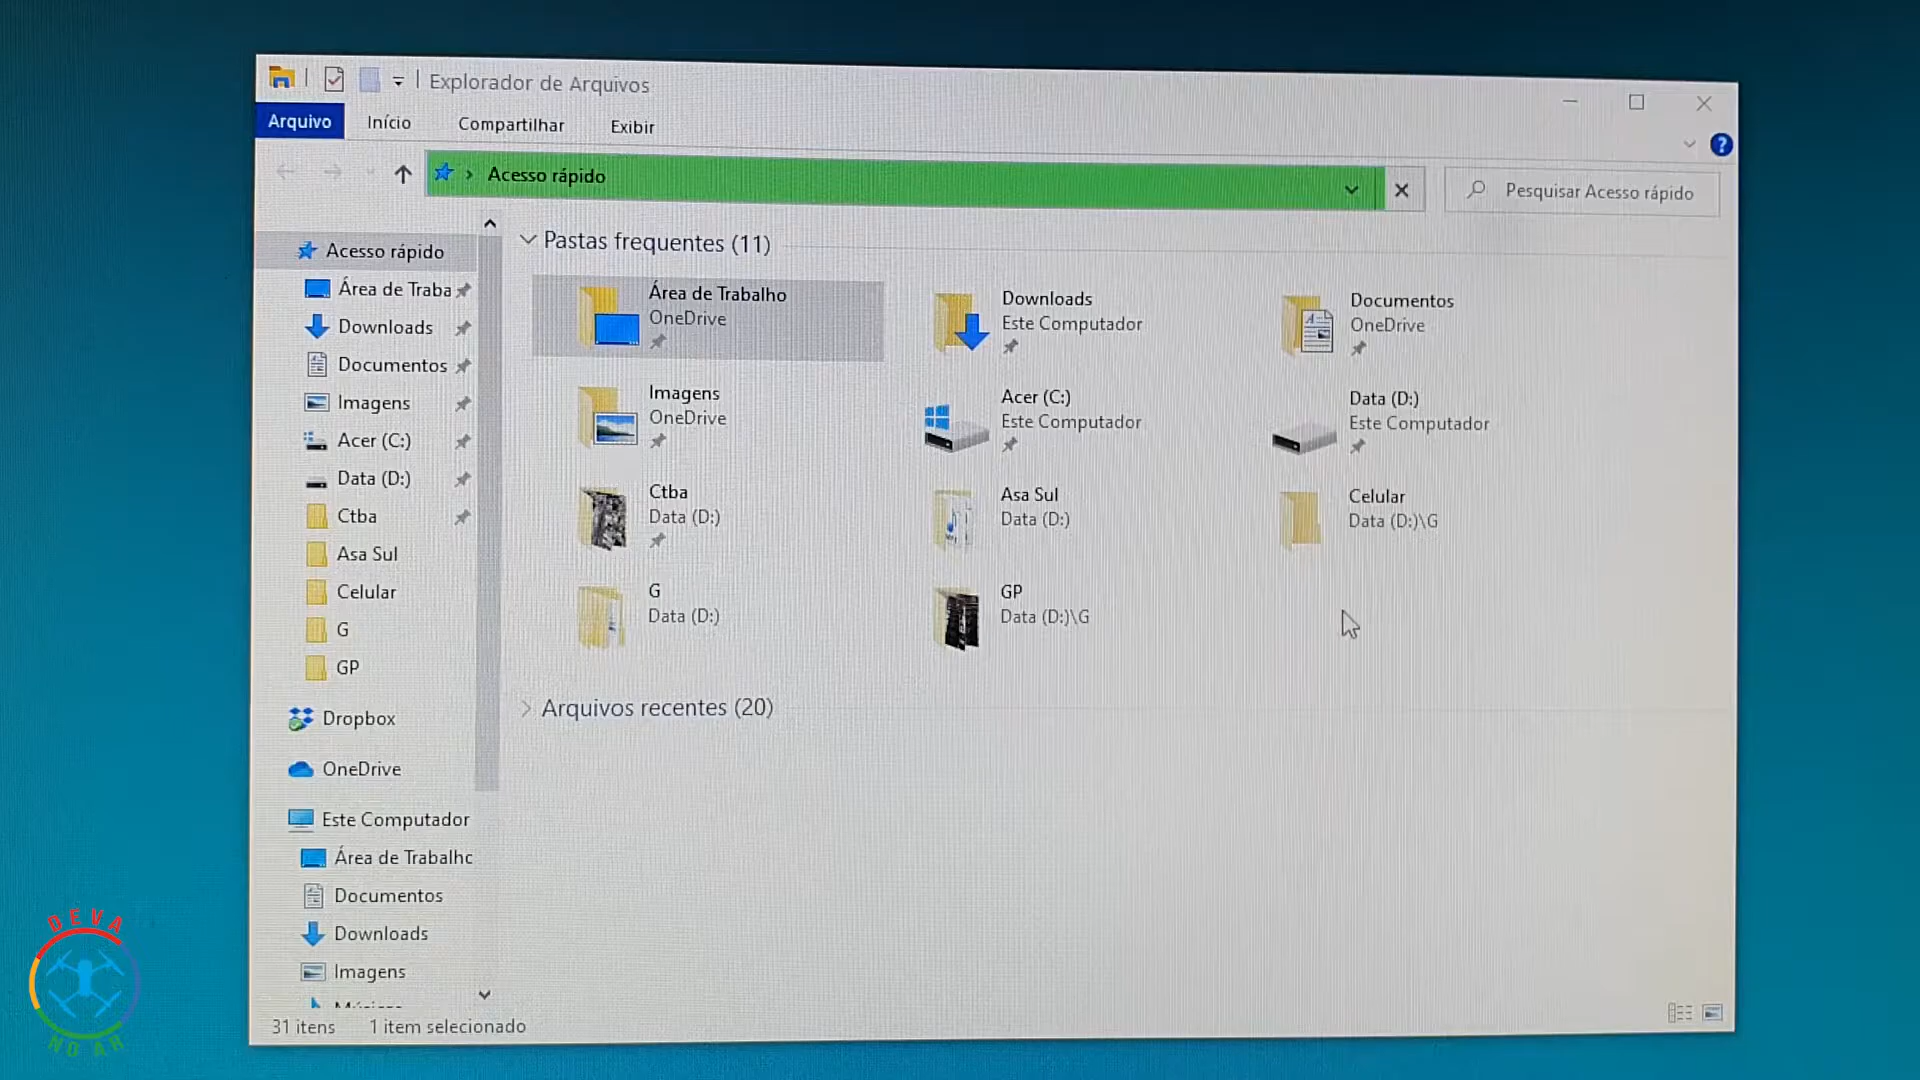 Explorador de Arquivos
Arquivo Início Compartilhar Exibir
Acesso rápido
Pesquisar Acesso rápido
Acesso rápido
Área de Traba
Downloads
Documentos
Imagens
Acer (C:)
Data (D:)
Ctba
Asa Sul
Celular
G
GP
Dropbox
OneDrive
Este Computador
Área de Trabalhc
Documentos
Downloads
Imagens
Pastas frequentes (11)
Área de Trabalho
OneDrive
Downloads
Este Computador
Documentos
OneDrive
Imagens
OneDrive
Acer (C:)
Este Computador
Data (D:)
Este Computador
Ctba
Data (D:)
Asa Sul
Data (D:)
Celular
Data (D:)\G
G
Data (D:)
GP
Data (D:)\G
Arquivos recentes (20)
31 itens 1 item selecionado
DEVA
NO AR